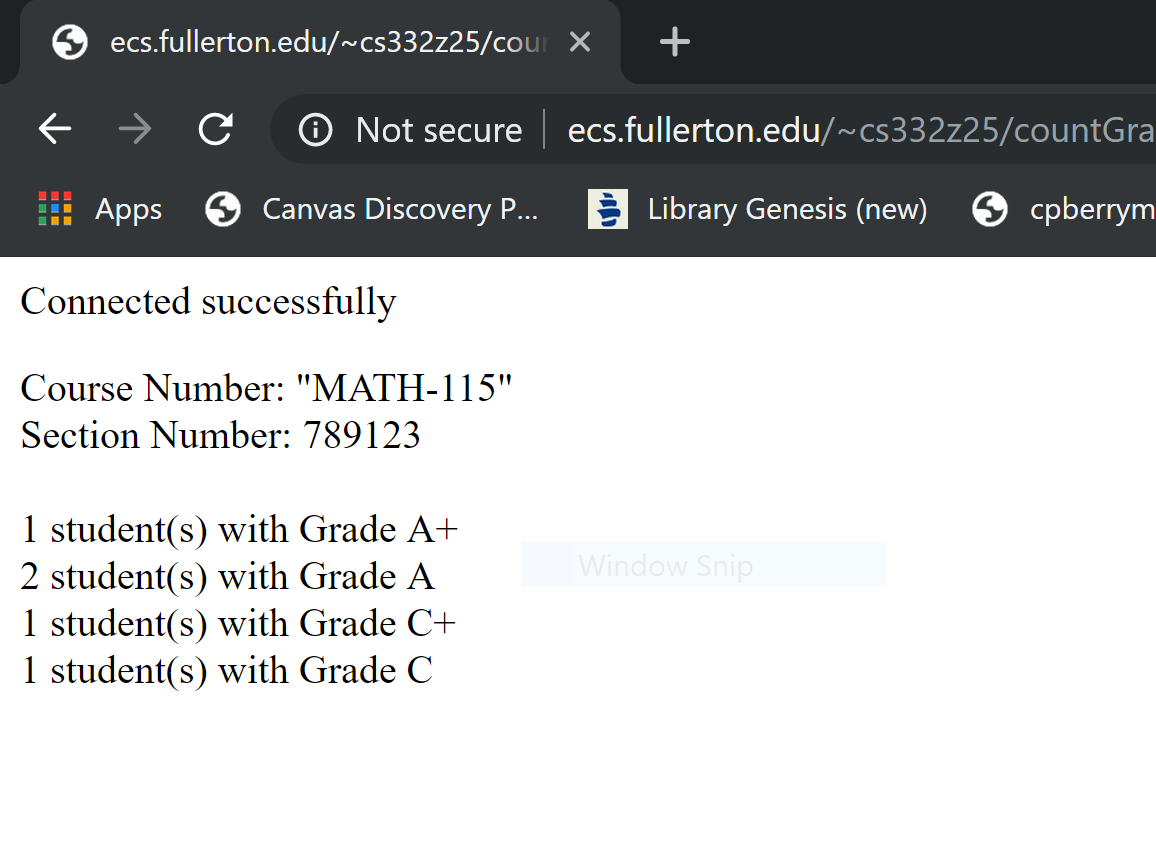 ecs.fullerton.edu/~cs332z25/cour
Not secure ecs.fullerton.edu/~cs332z25/countGra
Apps Canvas Discovery P... Library Genesis (new) cpberrym
Connected successfully
Course Number: "MATH-115"
Section Number: 789123
1 student(s) with Grade A+
2 student(s) with Grade A
Window Snip
1 student(s) with Grade C+
1 student(s) with Grade C